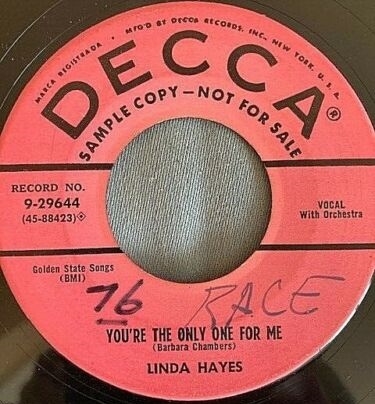 MARCA REGISTRADA • MFG'D BY DECCA RECORDS, INC., NEW YORK, U. S. A.
DECCA®
SAMPLE COPY—NOT FOR SALE
RECORD NO.
9-29644
(45-88423)
VOCAL
With Orchestra
Golden State Songs
(BMI)
76 RACE
YOU'RE THE ONLY ONE FOR ME
(Barbara Chambers)
LINDA HAYES